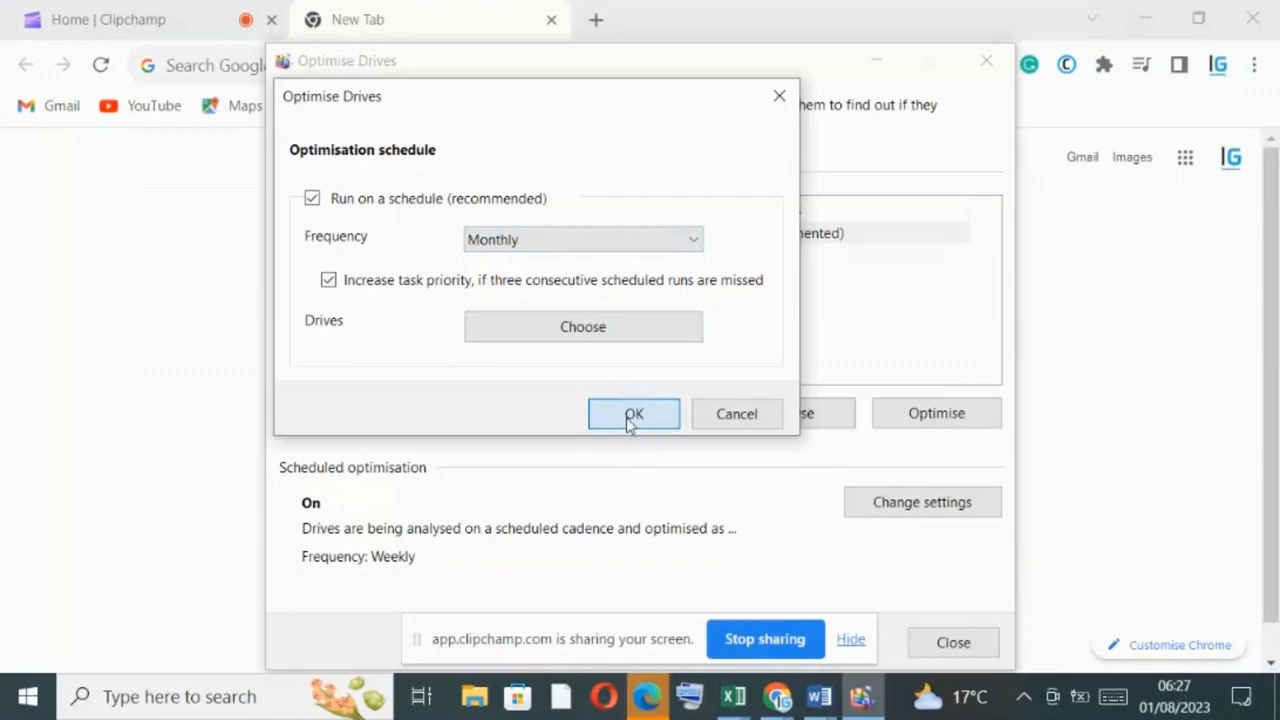 Home | Clipchamp
New Tab
Search Googl
Gmail
YouTube
Maps
Optimise Drives
Optimise Drives
hem to find out if they
Optimisation schedule
Run on a schedule (recommended)
Frequency
Monthly
Increase task priority, if three consecutive scheduled runs are missed
Drives
Choose
OK
Cancel
ented)
se
Optimise
Gmail
Images
Scheduled optimisation
On
Change settings
Drives are being analysed on a scheduled cadence and optimised as ...
Frequency: Weekly
app.clipchamp.com is sharing your screen.
Stop sharing
Hide
Close
Customise Chrome
Type here to search
17°C
06:27
01/08/2023